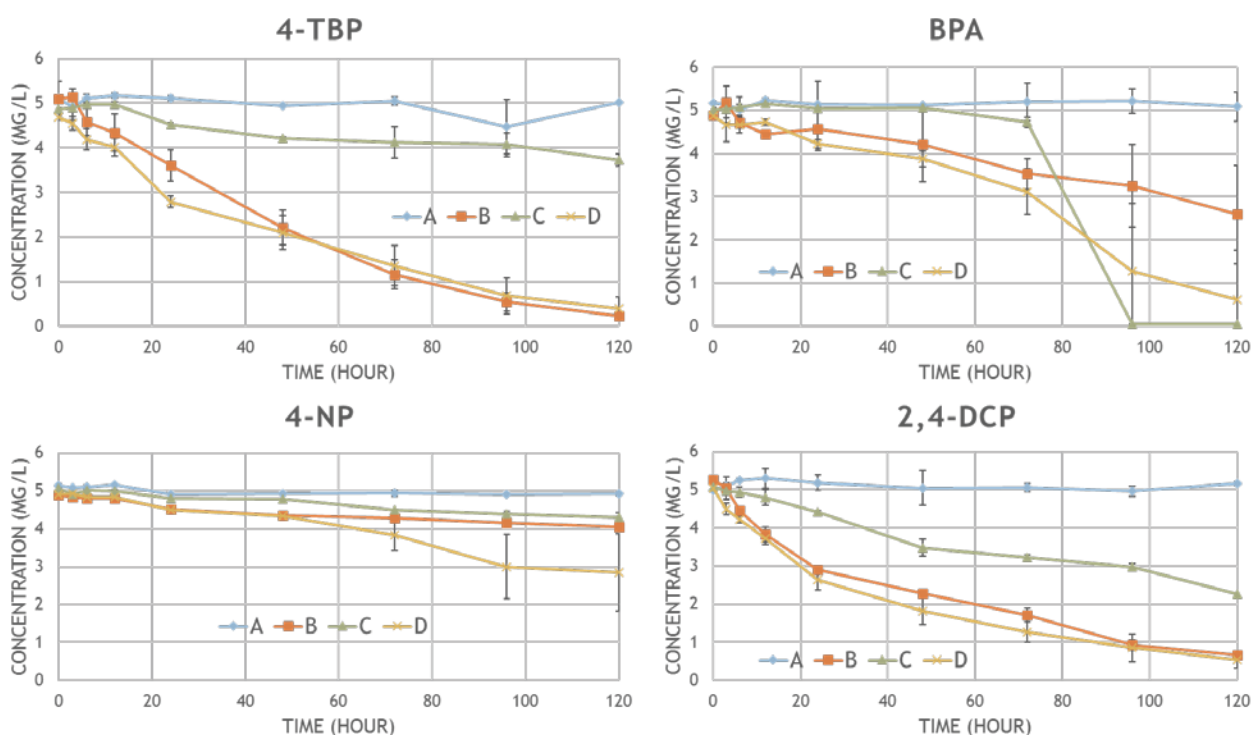 4-TBP
CONCENTRATION (MG/L)
6
5
4
3
2
1
0
A B C D
0 20 40 60 80 100 120
TIME (HOUR)
BPA
CONCENTRATION (MG/L)
6
5
4
3
2
1
0
A B C D
0 20 40 60 80 100 120
TIME (HOUR)
4-NP
CONCENTRATION (MG/L)
6
5
4
3
2
1
0
A B C D
0 20 40 60 80 100 120
TIME (HOUR)
2,4-DCP
CONCENTRATION (MG/L)
6
5
4
3
2
1
0
A B C D
0 20 40 60 80 100 120
TIME (HOUR)